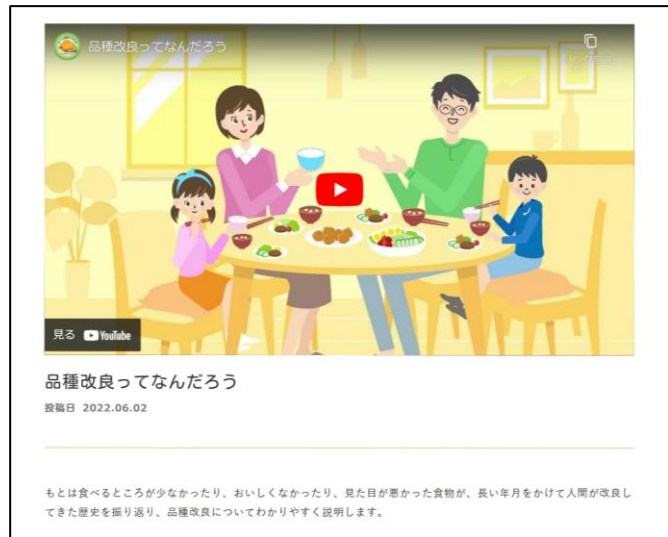 品種改良ってなんだろう
見る YouTube
品種改良ってなんだろう
投稿日 2022.06.02
もとは食べるところが少なかったり、おいしくなかったり、見た目が悪かった食物が、長い年月をかけて人間が改良し
てきた歴史を振り返り、品種改良についてわかりやすく説明します。